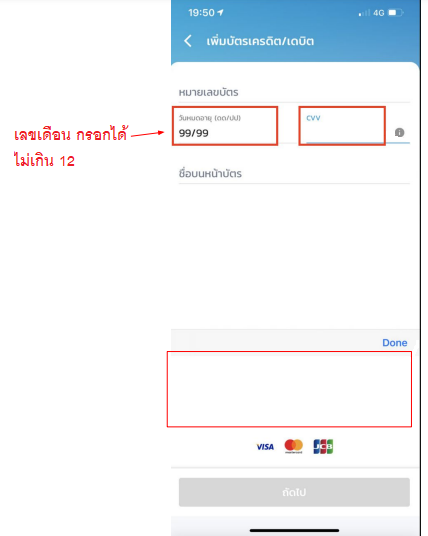 19:50
4G
เพิ่มบัตรเครดิต/เดบิต
หมายเลขบัตร
วันหมดอายุ (ดด/ปป)
CVV
99/99
เลขเดือน กรอกได้
ไม่เกิน 12
ชื่อบนหน้าบัตร
Done
VISA
JCB
ถัดไป